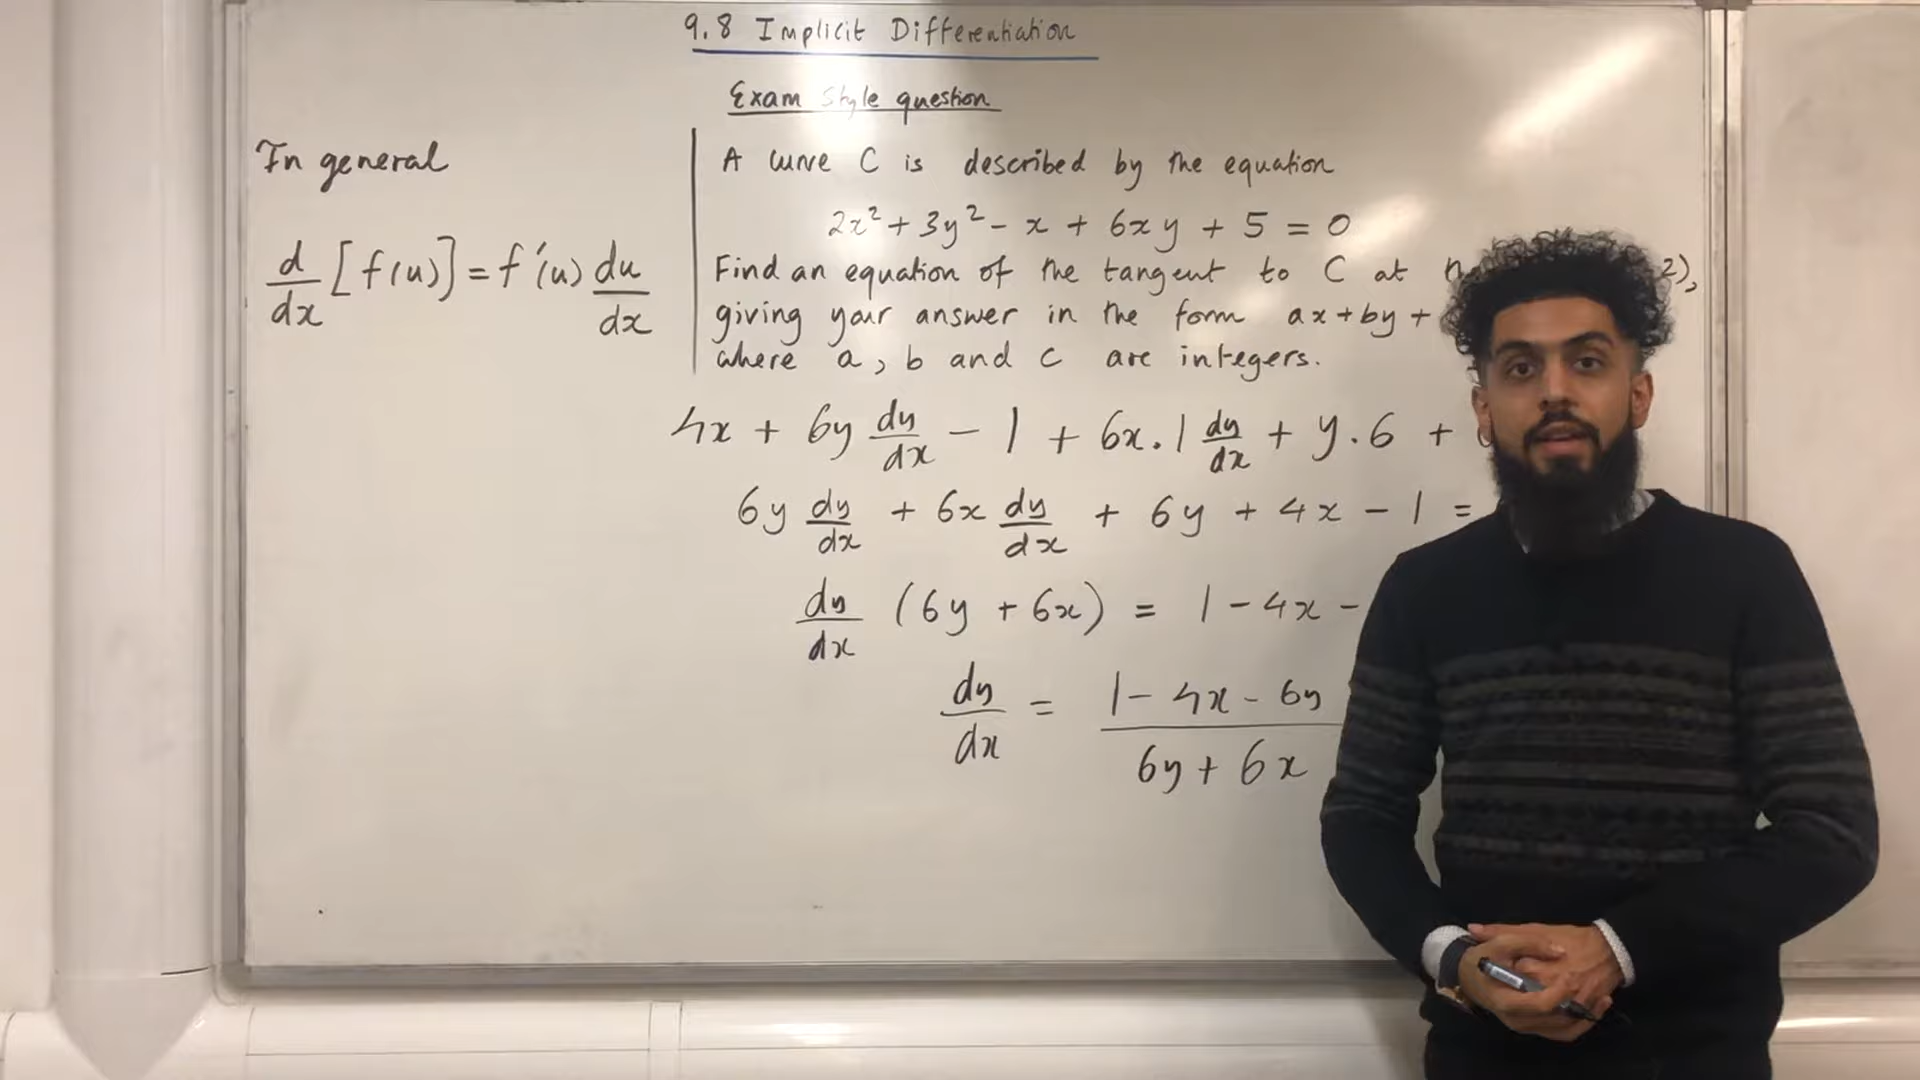 9.8 Implicit Differentiation
Exam Style question
In general
d/dx [f(u)] = f'(u) du/dx
A curve C is described by the equation
2x² + 3y² - x + 6xy + 5 = 0
Find an equation of the tangent to C at 2),
giving your answer in the form ax+by+
where a, b and c are integers.
4x + 6y dy/dx - 1 + 6x.1 dy/dx + y.6 +
6y dy/dx + 6x dy/dx + 6y + 4x - 1 =
dy/dx (6y + 6x) = 1 - 4x -
dy/dx = (1 - 4x - 6y)/(6y + 6x)